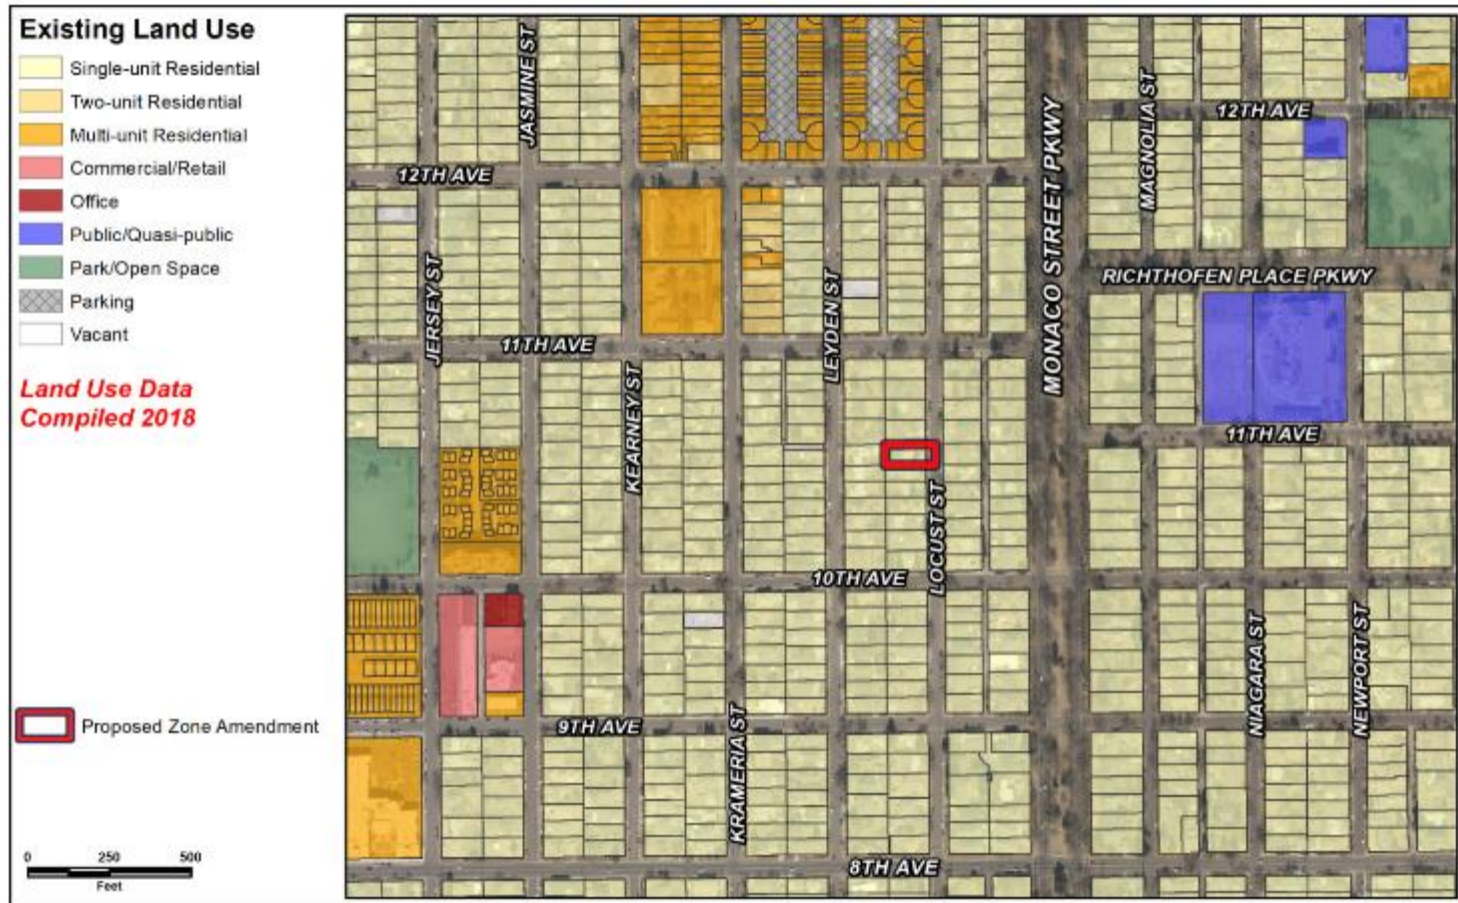 Existing Land Use
Single-unit Residential
Two-unit Residential
Multi-unit Residential
Commercial/Retail
Office
Public/Quasi-public
Park/Open Space
Parking
Vacant
Land Use Data
Compiled 2018
Proposed Zone Amendment
0 250 500
Feet
JASMINE ST
MAGNOLIA ST
12TH AVE
12TH AVE
MONACO STREET PKWY
JERSEY ST
LEYDEN ST
RICHTHOFEN PLACE PKWY
11TH AVE
KEARNEY ST
11TH AVE
LOCUST ST
10TH AVE
NIAGARA ST
NEWPORT ST
9TH AVE
KRAMERIA ST
8TH AVE